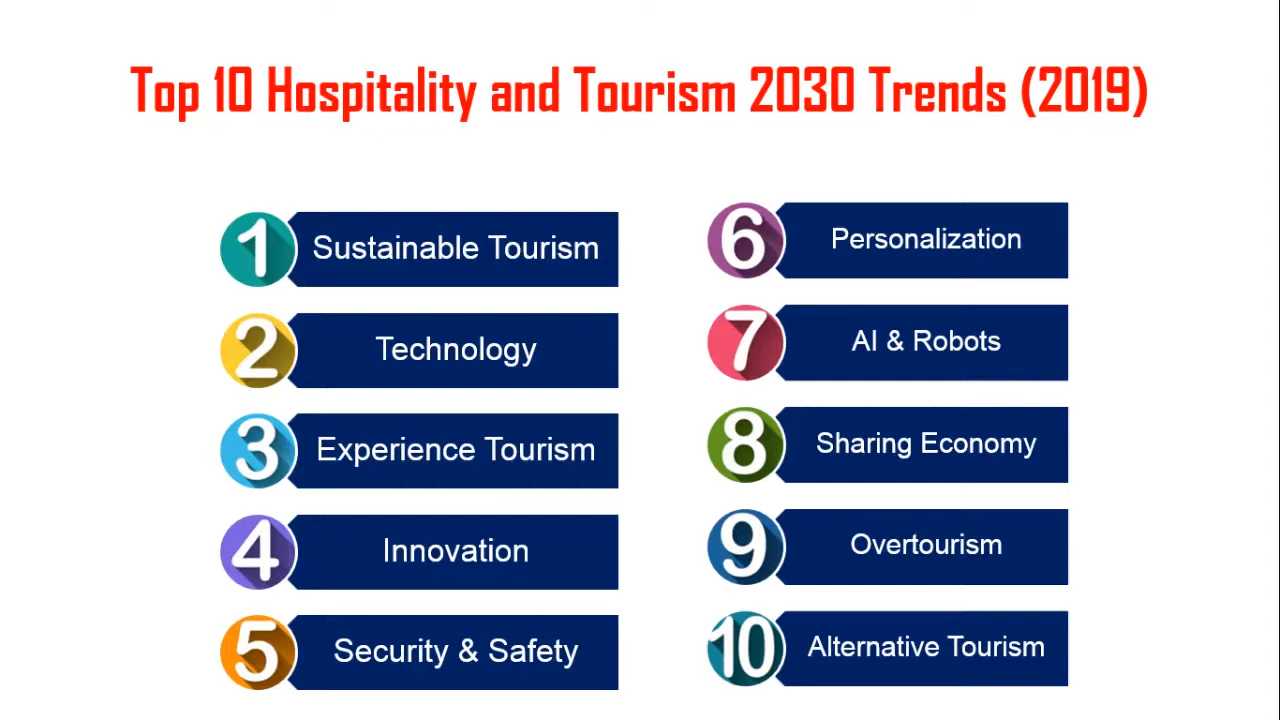 Top 10 Hospitality and Tourism 2030 Trends (2019)
1 Sustainable Tourism
2 Technology
3 Experience Tourism
4 Innovation
5 Security & Safety
6 Personalization
7 AI & Robots
8 Sharing Economy
9 Overtourism
10 Alternative Tourism